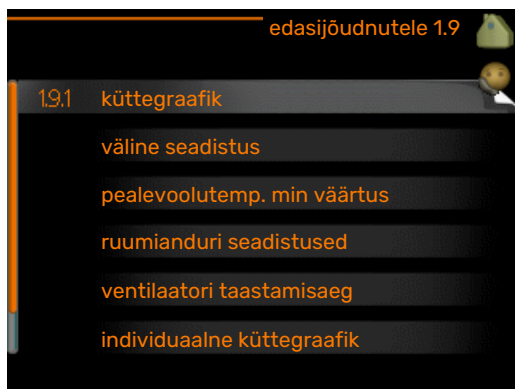 edasijõudnutele 1.9
1.9.1 küttegraafik
väline seadistus
pealevoolutemp. min väärtus
ruumianduri seadistused
ventilaatori taastamisaeg
individuaalne küttegraafik